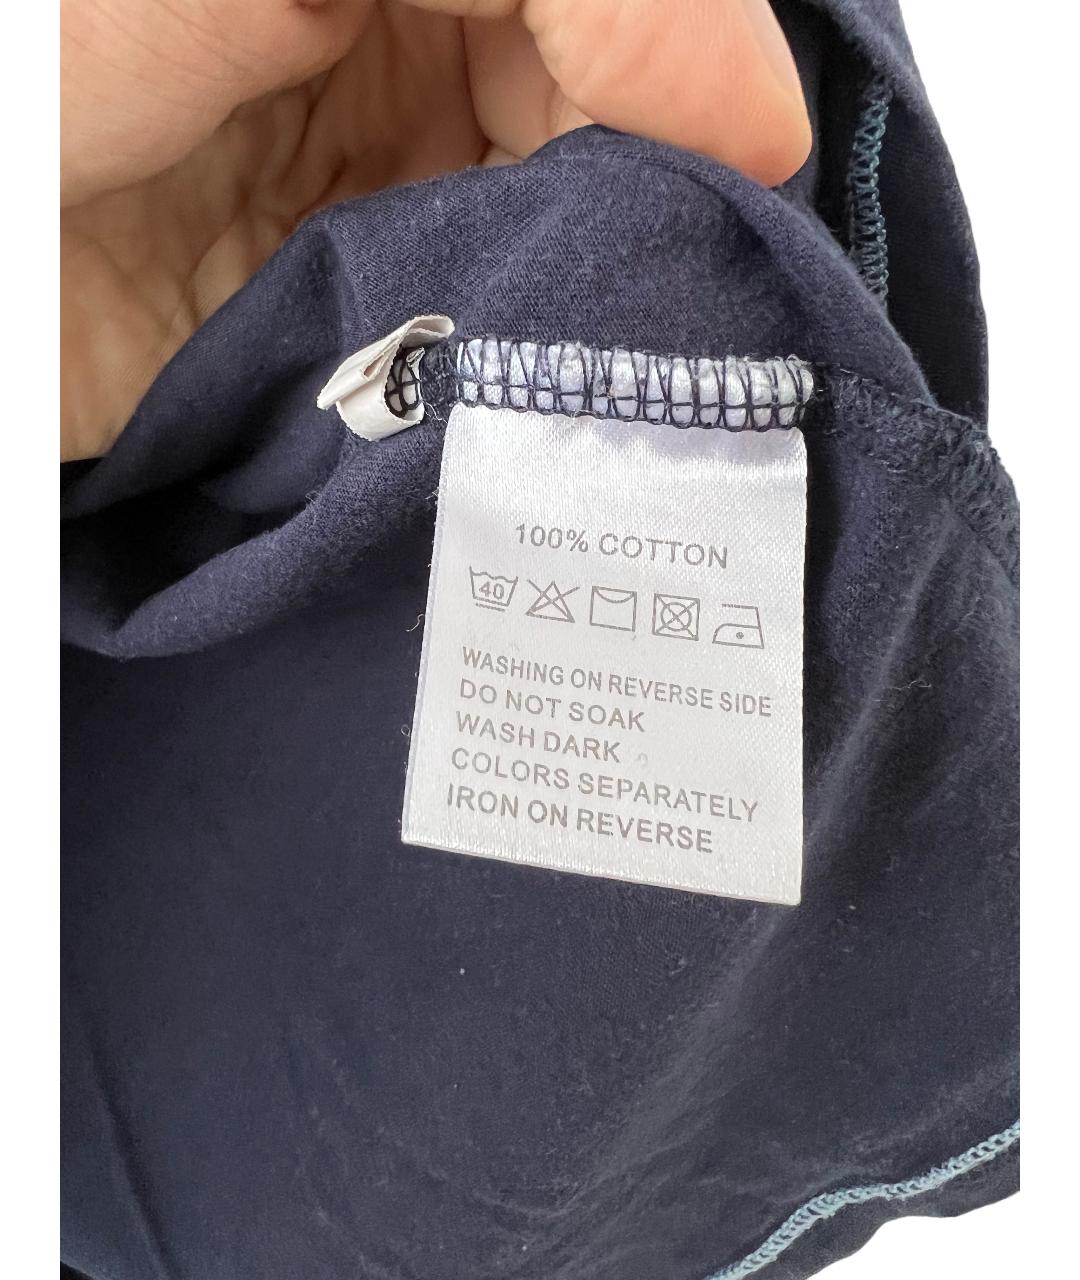 100% COTTON
40
WASHING ON REVERSE SIDE
DO NOT SOAK
WASH DARK
COLORS SEPARATELY
IRON ON REVERSE